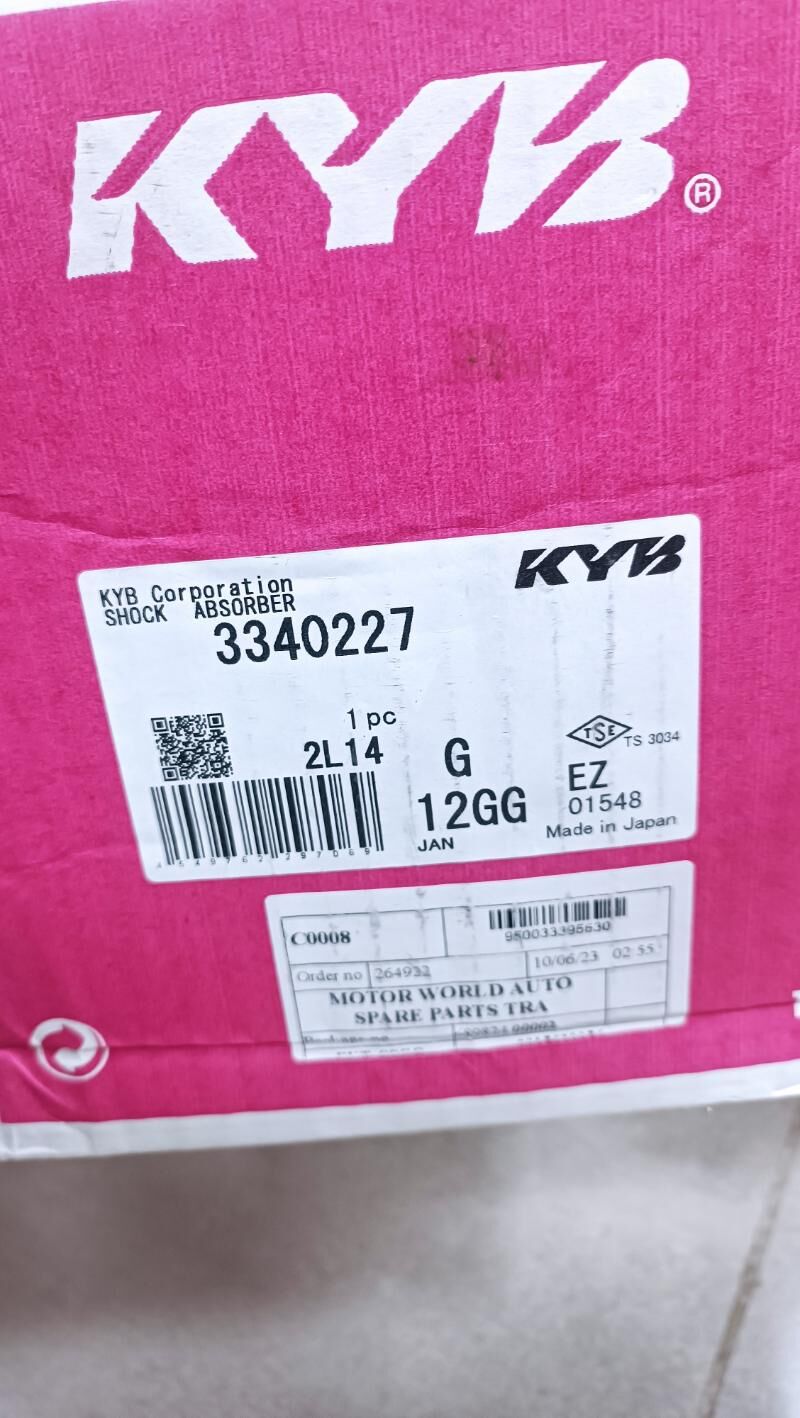 KYB®
KYB
KYB Corporation
SHOCK ABSORBER
3340227
1 pc
2L14
G
TSE
TS 3034
EZ
12GG
01548
JAN
Made in Japan
C0008
Order no 264932
10/06/23 02:55
MOTOR WORLD AUTO
SPARE PARTS TRA